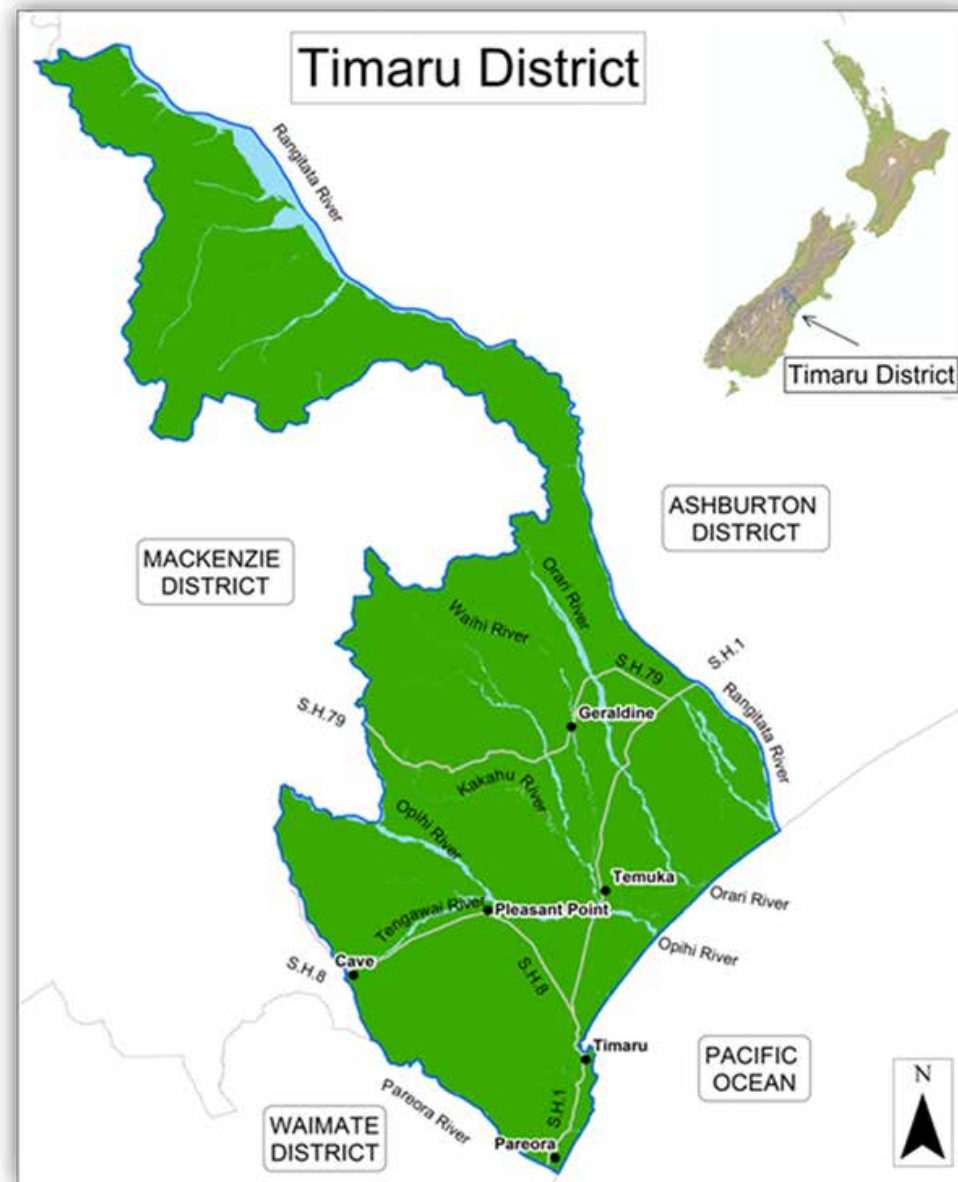 Timaru District
Rangitata River
Timaru District
ASHBURTON
DISTRICT
MACKENZIE
DISTRICT
Orari River
Waihi River
S.H.79
S.H.1
Rangitata River
S.H.79
Geraldine
Kakahu River
Opihi River
Temuka
Orari River
Tengawai River
Pleasant Point
Opihi River
Cave
S.H.8
S.H.8
Timaru
PACIFIC
OCEAN
N
Pareora River
S.H.1
WAIMATE
DISTRICT
Pareora